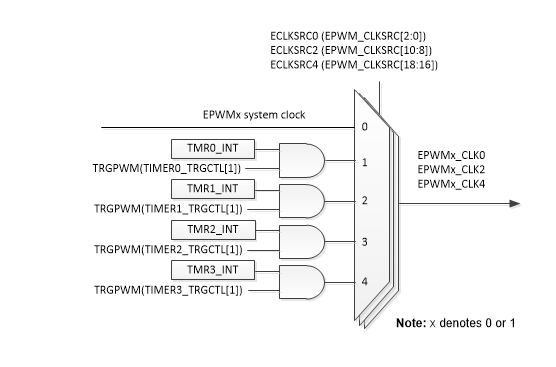 ECLKSRC0 (EPWM_CLKSRC[2:0])
ECLKSRC2 (EPWM_CLKSRC[10:8])
ECLKSRC4 (EPWM_CLKSRC[18:16])
EPWMx system clock
0
TMR0_INT
TRGPWM(TIMER0_TRGCTL[1])
1
TMR1_INT
TRGPWM(TIMER1_TRGCTL[1])
2
TMR2_INT
TRGPWM(TIMER2_TRGCTL[1])
3
TMR3_INT
TRGPWM(TIMER3_TRGCTL[1])
4
EPWMx_CLK0
EPWMx_CLK2
EPWMx_CLK4
Note: x denotes 0 or 1